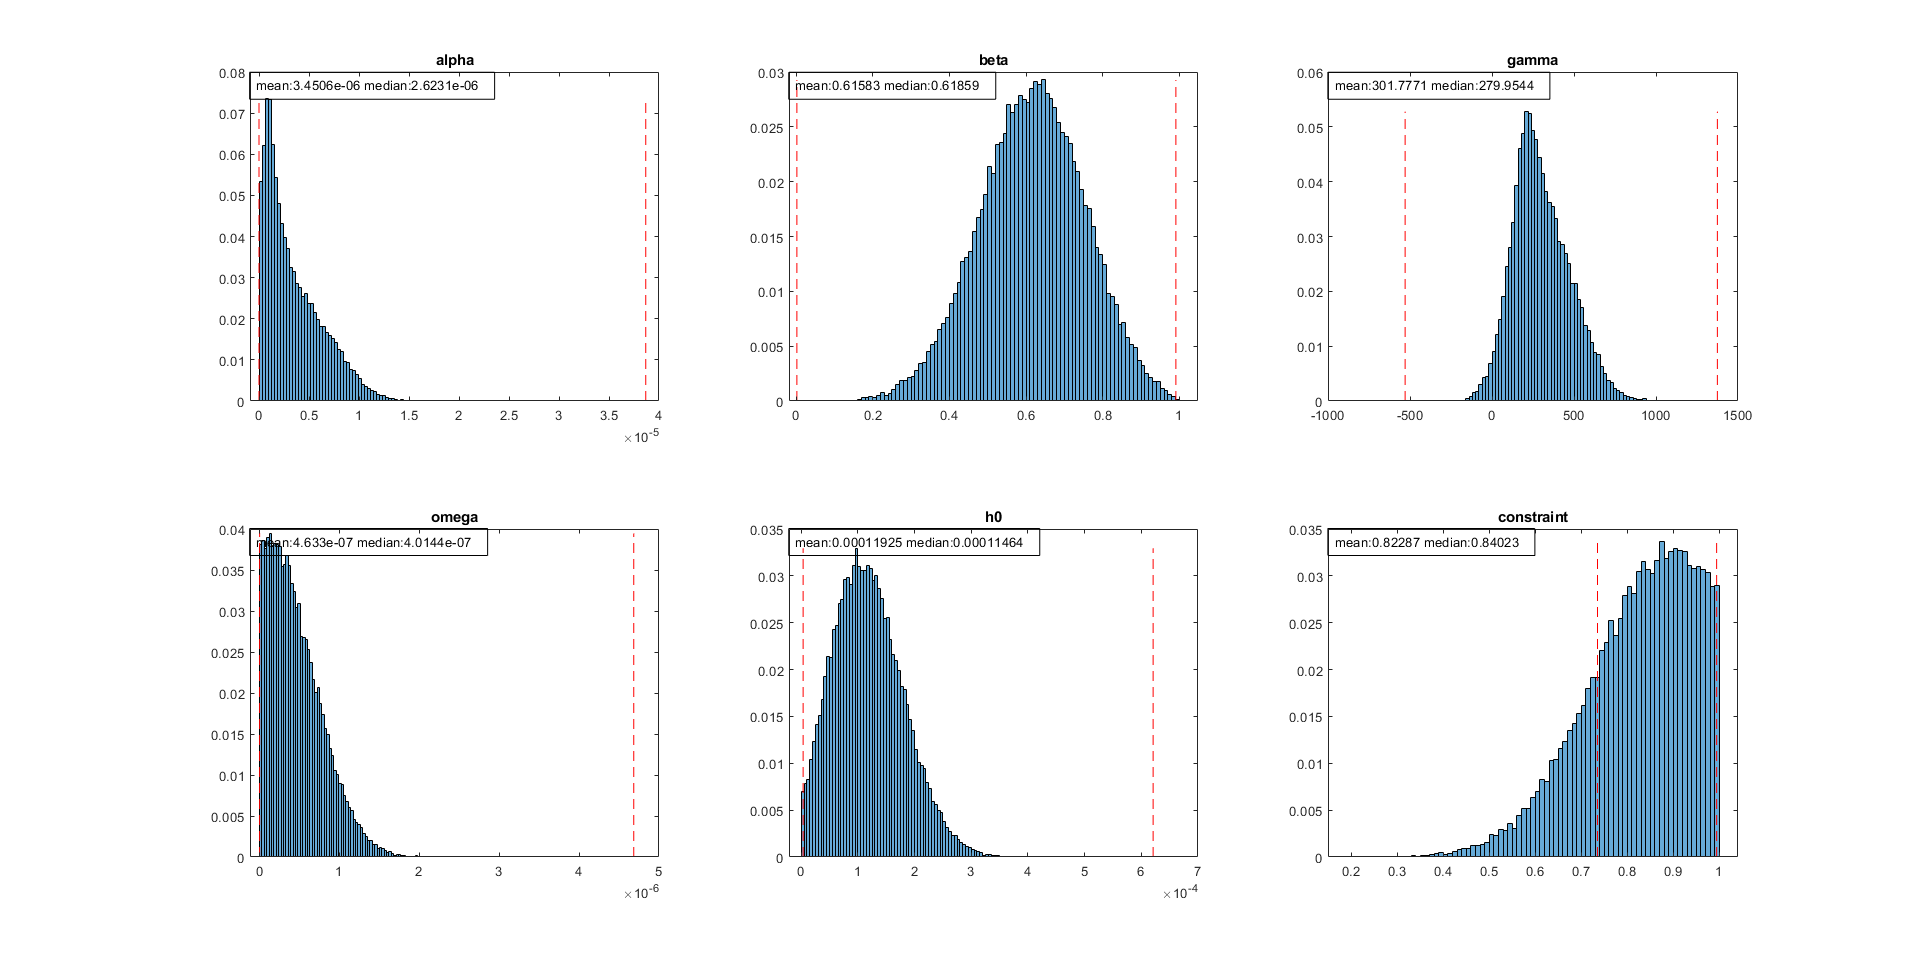 alpha
mean:3.4506e-06 median:2.6231e-06
0.08
0.07
0.06
0.05
0.04
0.03
0.02
0.01
0
0 0.5 1 1.5 2 2.5 3 3.5 4
×10-5
beta
mean:0.61583 median:0.61859
0.03
0.025
0.02
0.015
0.01
0.005
0
0 0.2 0.4 0.6 0.8 1
gamma
mean:301.7771 median:279.9544
0.06
0.05
0.04
0.03
0.02
0.01
0
-1000 -500 0 500 1000 1500
omega
mean:4.633e-07 median:4.0144e-07
0.04
0.035
0.03
0.025
0.02
0.015
0.01
0.005
0
0 1 2 3 4 5
×10-6
h0
mean:0.00011925 median:0.00011464
0.035
0.03
0.025
0.02
0.015
0.01
0.005
0
0 1 2 3 4 5 6 7
×10-4
constraint
mean:0.82287 median:0.84023
0.035
0.03
0.025
0.02
0.015
0.01
0.005
0
0.2 0.3 0.4 0.5 0.6 0.7 0.8 0.9 1